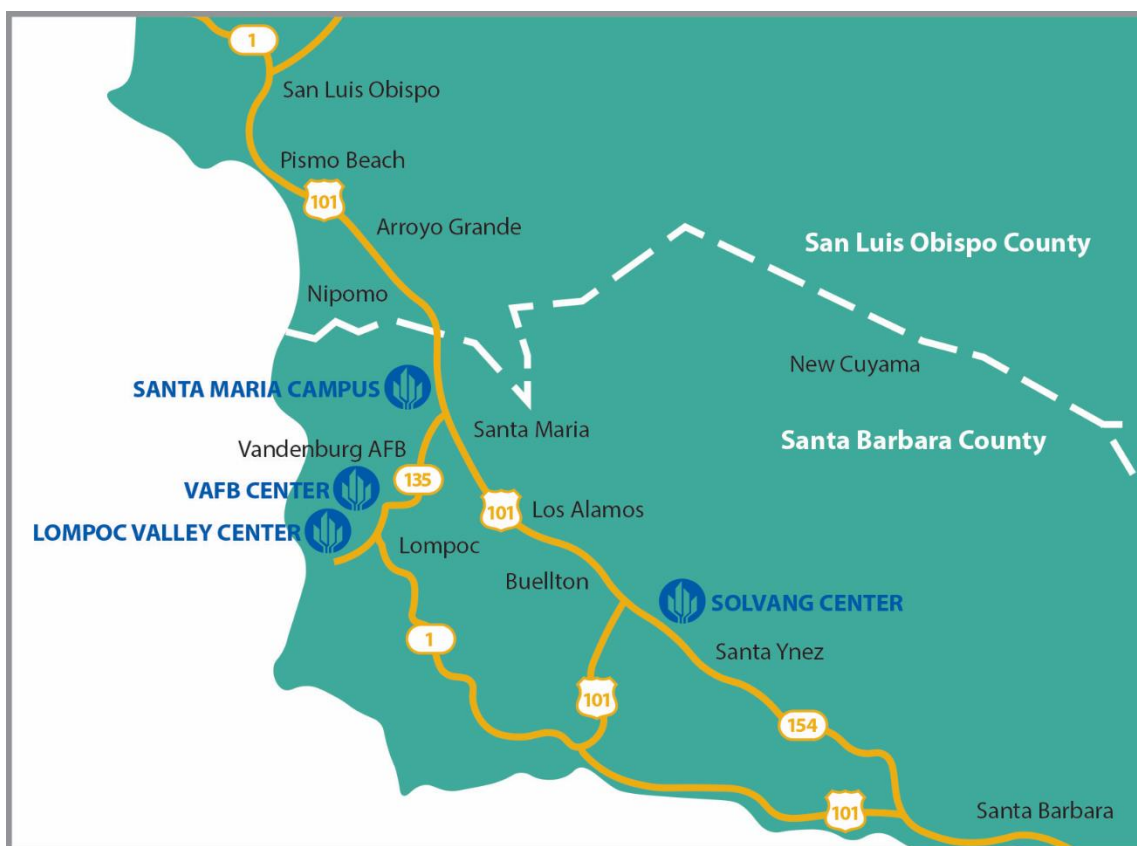 1
San Luis Obispo
Pismo Beach
101
Arroyo Grande
San Luis Obispo County
Nipomo
New Cuyama
SANTA MARIA CAMPUS
Santa Maria
Santa Barbara County
Vandenburg AFB
135
VAFB CENTER
101
Los Alamos
LOMPOC VALLEY CENTER
Lompoc
Buellton
SOLVANG CENTER
1
Santa Ynez
101
154
101
Santa Barbara